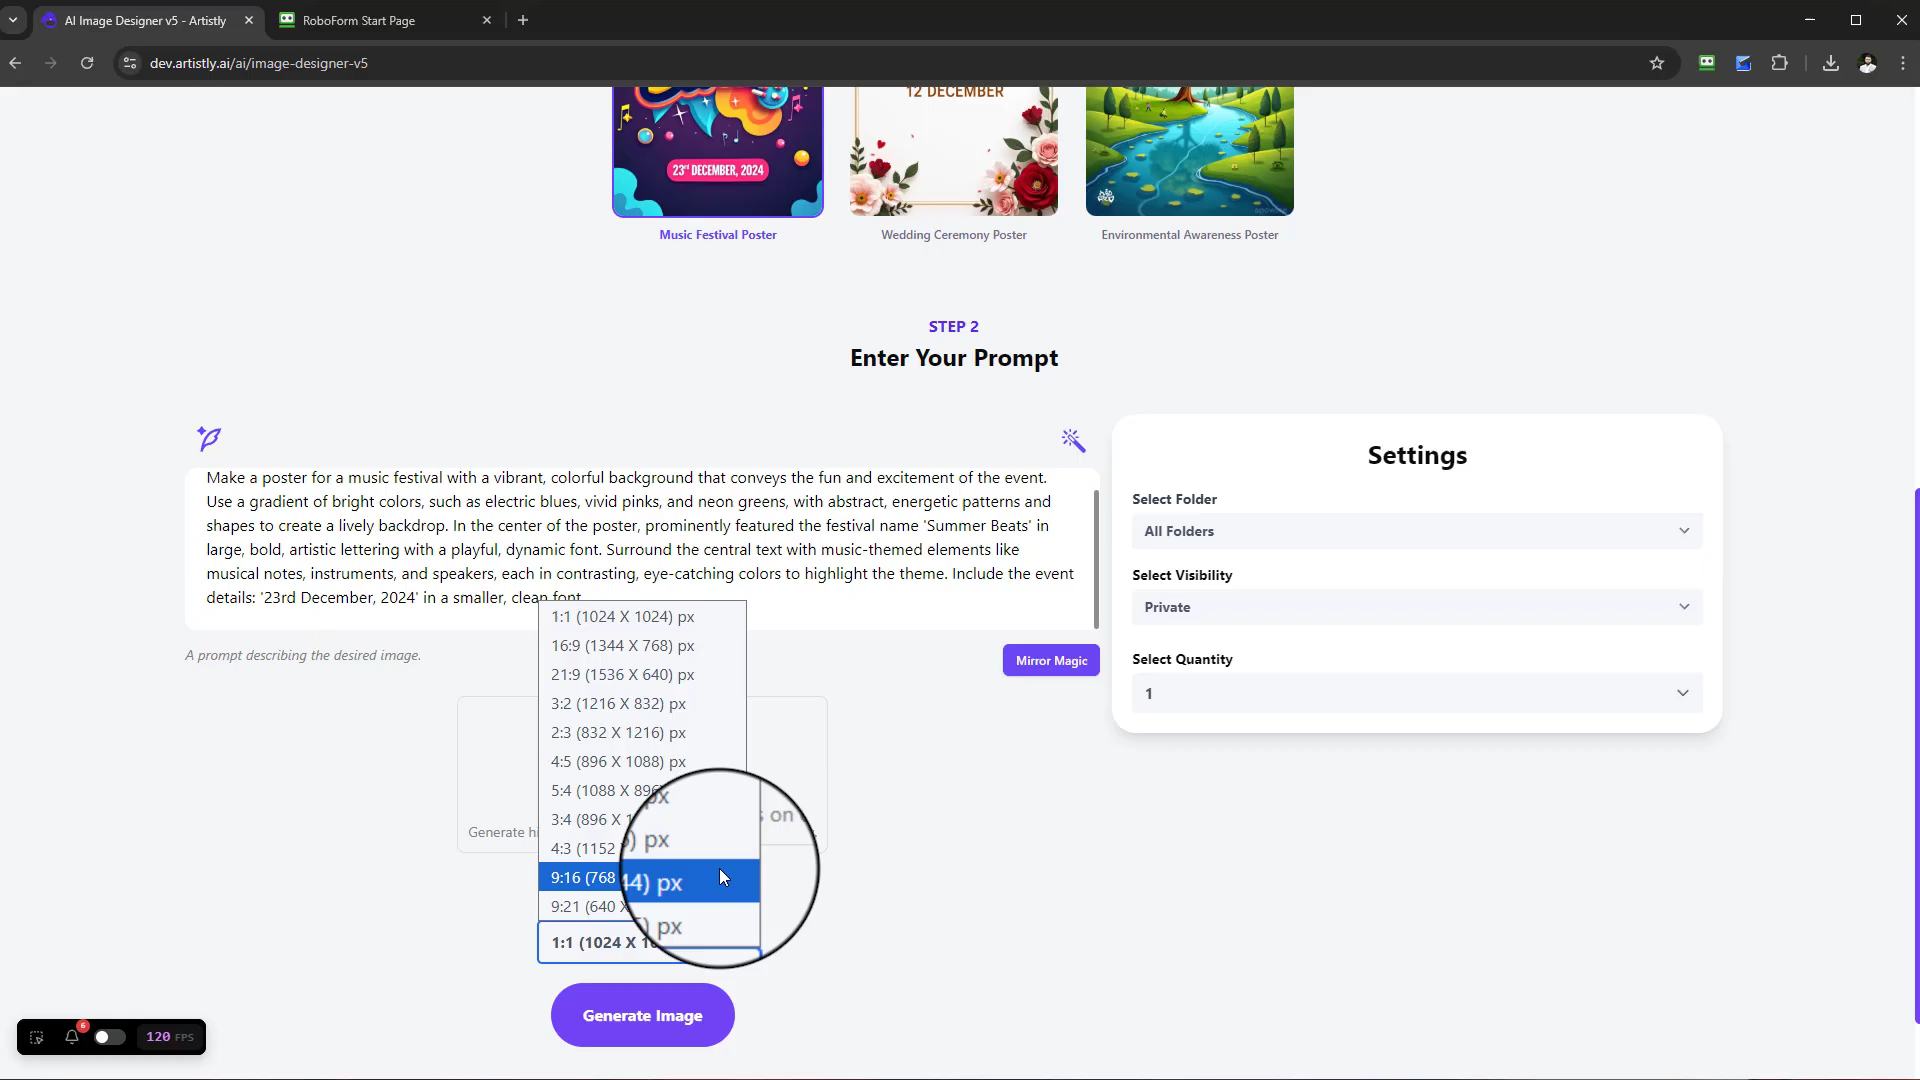 AI Image Designer v5 - Artistly
RoboForm Start Page
dev.artistly.ai/ai/image-designer-v5
23rd DECEMBER, 2024
12 DECEMBER
Music Festival Poster
Wedding Ceremony Poster
Environmental Awareness Poster
STEP 2
Enter Your Prompt
Make a poster for a music festival with a vibrant, colorful background that conveys the fun and excitement of the event.
Use a gradient of bright colors, such as electric blues, vivid pinks, and neon greens, with abstract, energetic patterns and
shapes to create a lively backdrop. In the center of the poster, prominently featured the festival name 'Summer Beats' in
large, bold, artistic lettering with a playful, dynamic font. Surround the central text with music-themed elements like
musical notes, instruments, and speakers, each in contrasting, eye-catching colors to highlight the theme. Include the event
details: '23rd December, 2024' in a smaller, clean font.
A prompt describing the desired image.
Mirror Magic
1:1 (1024 X 1024) px
16:9 (1344 X 768) px
21:9 (1536 X 640) px
3:2 (1216 X 832) px
2:3 (832 X 1216) px
4:5 (896 X 1088) px
5:4 (1088 X 896 px
3:4 (896 X 1 ) px
4:3 (1152
9:16 (768 44) px
9:21 (640 X ) px
Generate
on
1:1 (1024 X
Generate Image
Settings
Select Folder
All Folders
Select Visibility
Private
Select Quantity
1
6
120 FPS